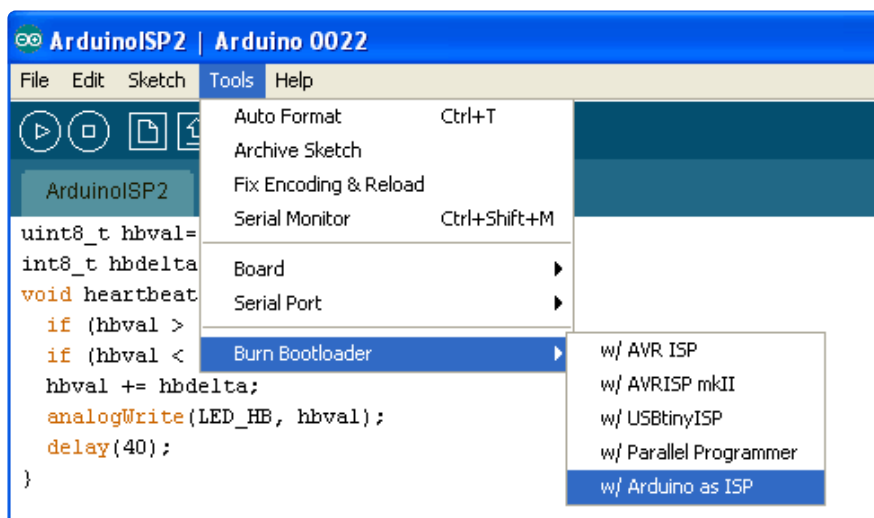 ArduinoISP2 | Arduino 0022
File Edit Sketch Tools Help
Auto Format Ctrl+T
Archive Sketch
Fix Encoding & Reload
Serial Monitor Ctrl+Shift+M
Board
Serial Port
Burn Bootloader
w/ AVR ISP
w/ AVRISP mkII
w/ USBtinyISP
w/ Parallel Programmer
w/ Arduino as ISP
ArduinoISP2
uint8_t hbval=
int8_t hbdelta
void heartbeat
if (hbval >
if (hbval <
hbval += hbdelta;
analogWrite(LED_HB, hbval);
delay(40);
}